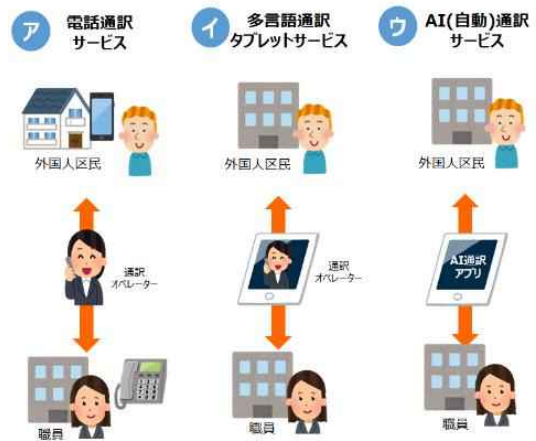 ア 電話通訳
サービス
イ 多言語通訳
タブレットサービス
ウ AI(自動)通訳
サービス
外国人区民
外国人区民
外国人区民
通訳
オペレーター
通訳
オペレーター
AI通訳
アプリ
職員
職員
職員